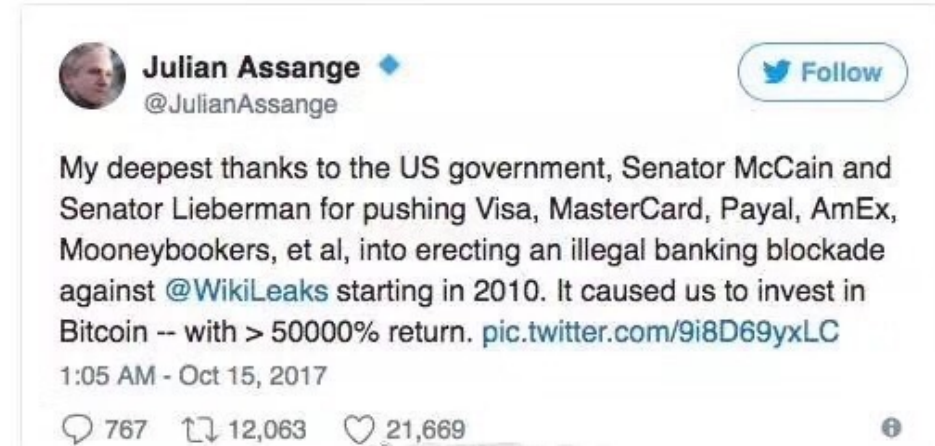 Julian Assange
@JulianAssange
Follow
My deepest thanks to the US government, Senator McCain and
Senator Lieberman for pushing Visa, MasterCard, Payal, AmEx,
Mooneybookers, et al, into erecting an illegal banking blockade
against @WikiLeaks starting in 2010. It caused us to invest in
Bitcoin -- with > 50000% return. pic.twitter.com/9i8D69yxLC
1:05 AM - Oct 15, 2017
767 12,063 21,669